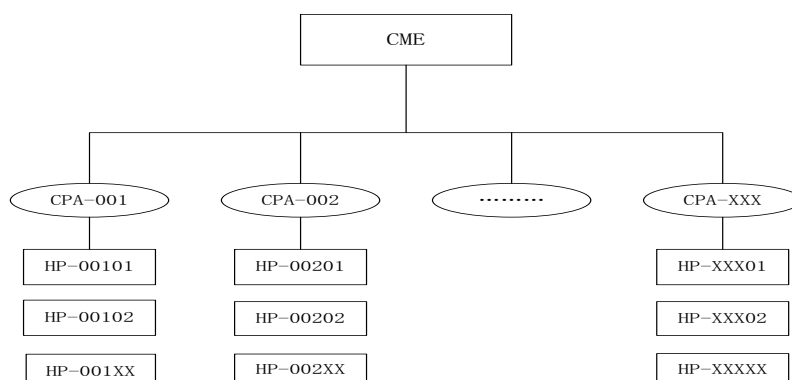 CME
CPA-001
CPA-002
………
CPA-XXX
HP-00101
HP-00201
HP-XXX01
HP-00102
HP-00202
HP-XXX02
HP-001XX
HP-002XX
HP-XXXXX